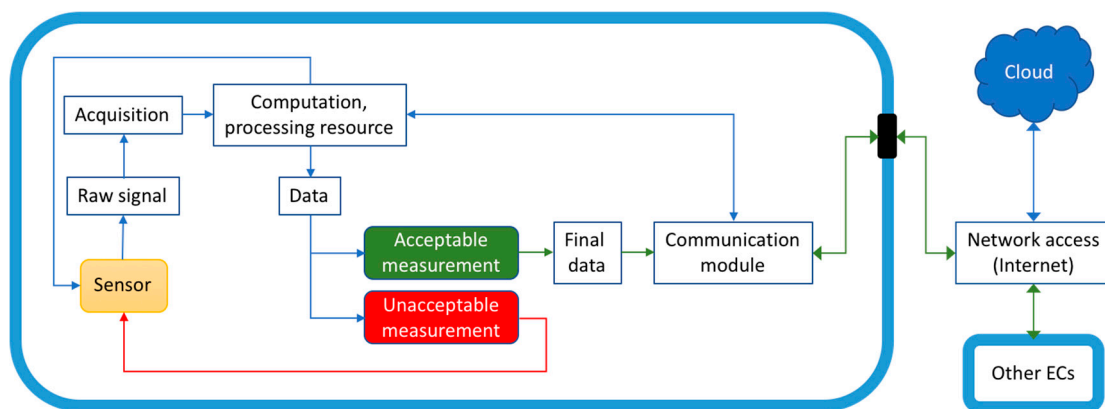 Cloud
Computation,
processing resource
Acquisition
Raw signal
Data
Acceptable
measurement
Final
data
Communication
module
Network access
(Internet)
Sensor
Unacceptable
measurement
Other ECs